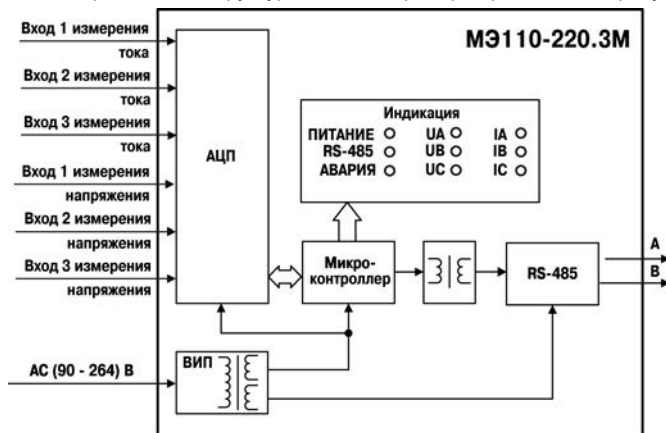 МЭ110-220.3М
Вход 1 измерения
тока
Вход 2 измерения
тока
Вход 3 измерения
тока
Вход 1 измерения
напряжения
Вход 2 измерения
напряжения
Вход 3 измерения
напряжения
АС (90 - 264) В
АЦП
Индикация
ПИТАНИЕ UA IA
RS-485 UB IB
АВАРИЯ UC IC
Микро-
контроллер
RS-485
A
B
ВИП